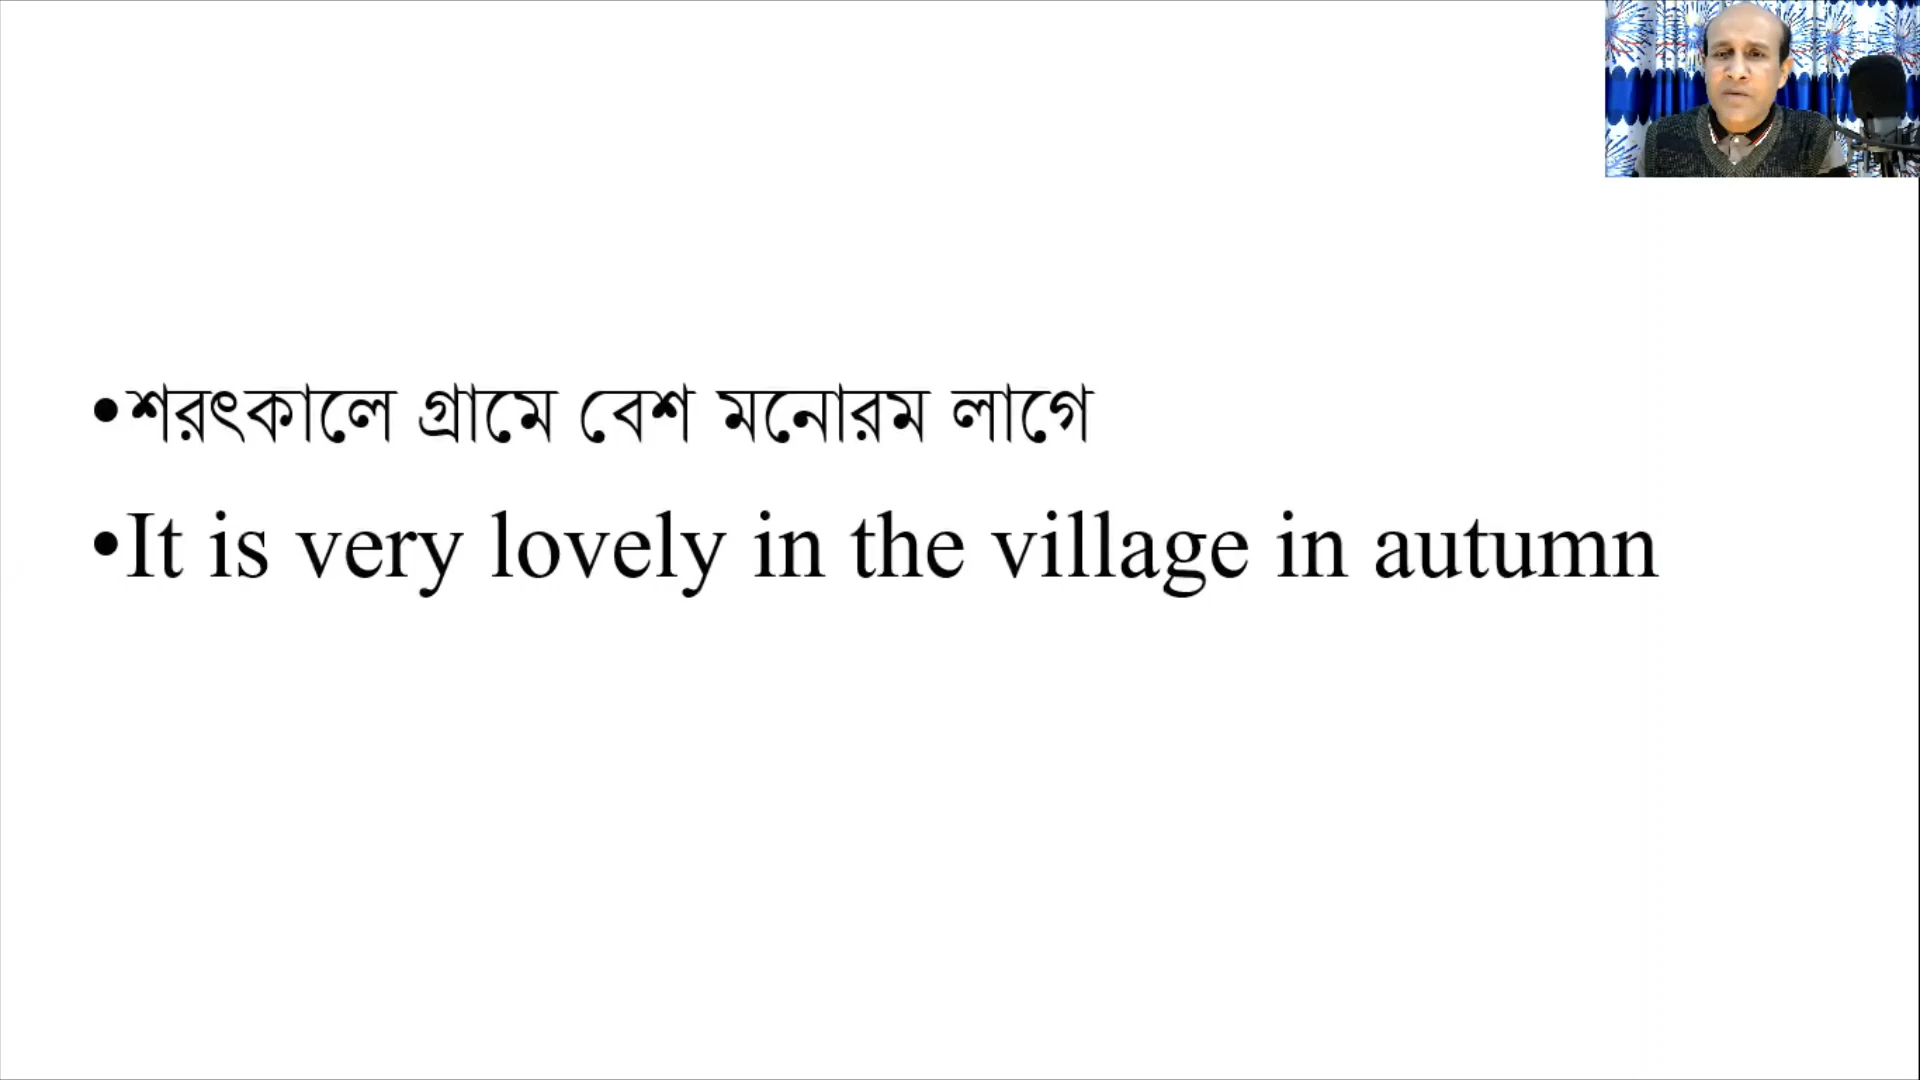 •শরৎকালে গ্রামে বেশ মনোরম লাগে
•It is very lovely in the village in autumn